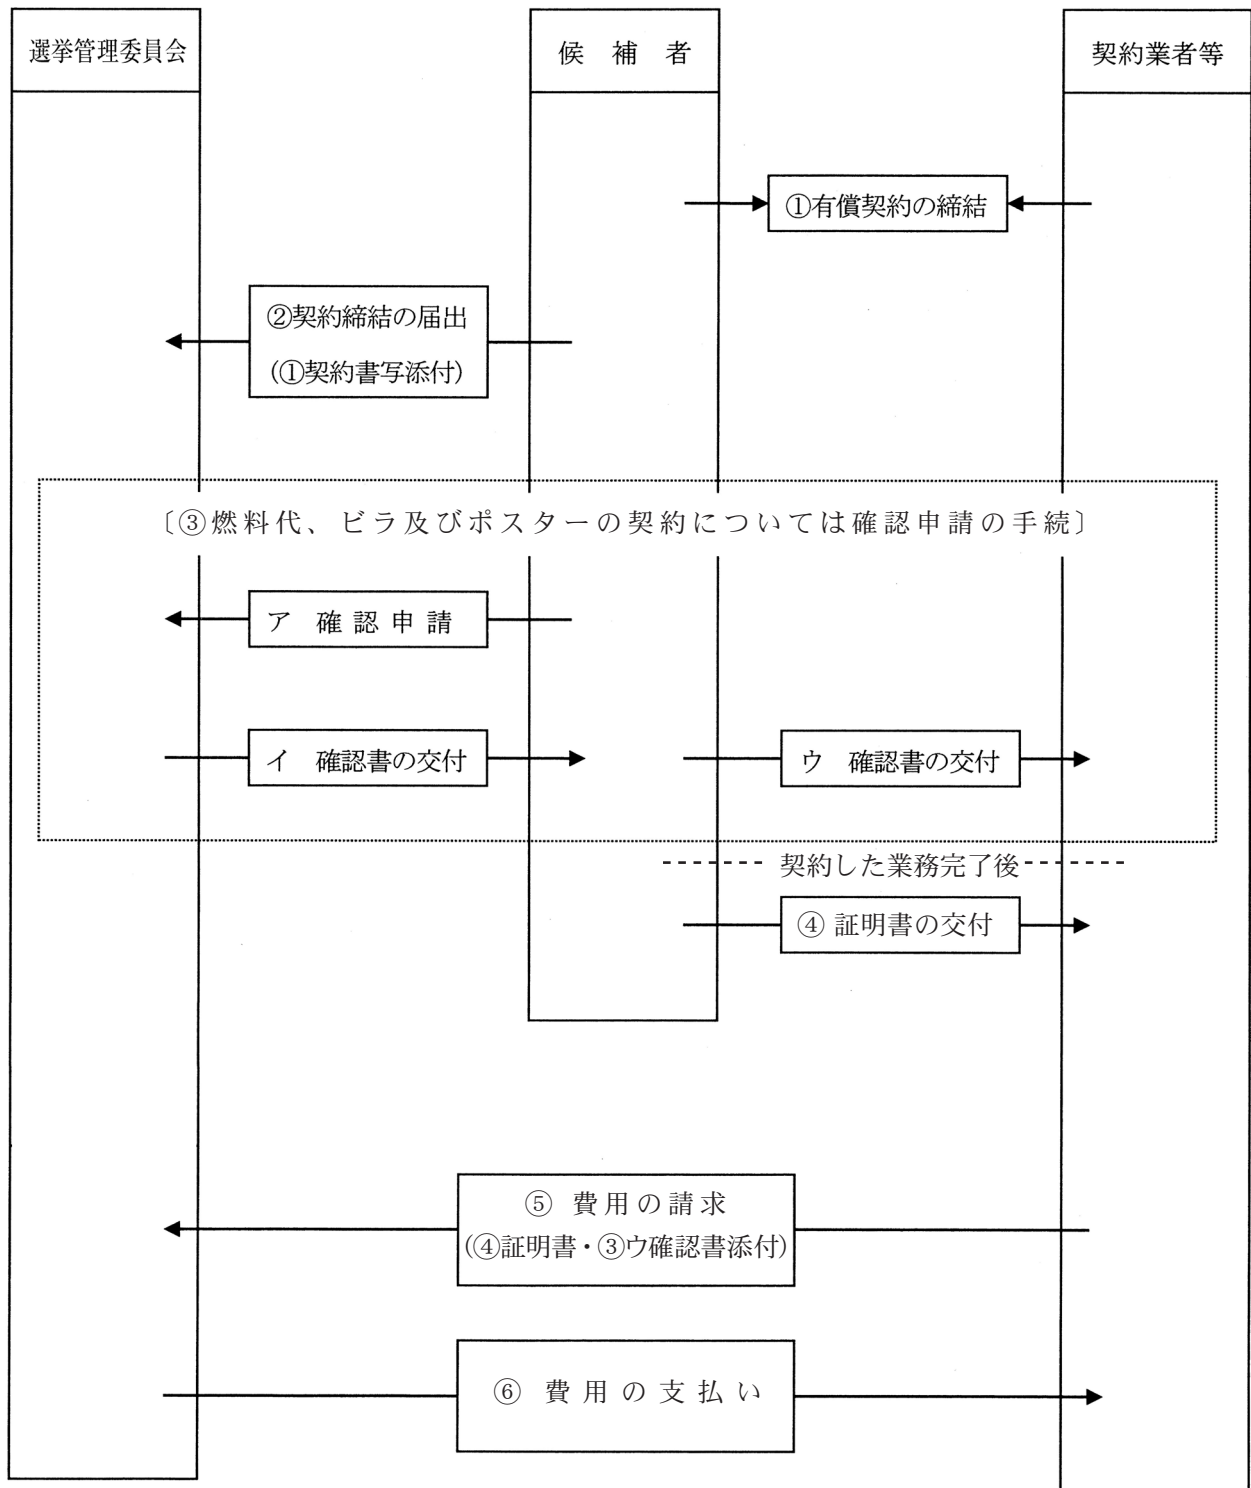 選挙管理委員会
候補者
契約業者等
①有償契約の締結
②契約締結の届出
(①契約書写添付)
〔③燃料代、ビラ及びポスターの契約については確認申請の手続〕
ア 確認申請
イ 確認書の交付
ウ 確認書の交付
契約した業務完了後
④ 証明書の交付
⑤ 費用の請求
(④証明書・③ウ確認書添付)
⑥ 費用の支払い